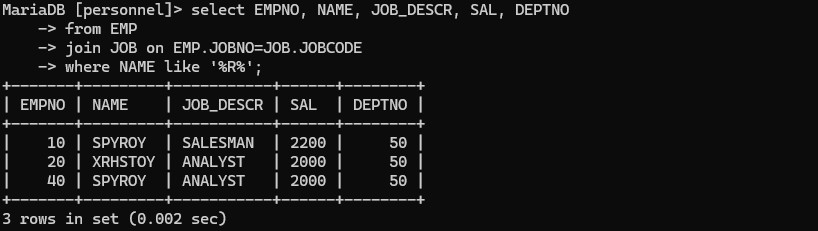 MariaDB [personnel]> select EMPNO, NAME, JOB_DESCR, SAL, DEPTNO
    -> from EMP
    -> join JOB on EMP.JOBNO=JOB.JOBCODE
    -> where NAME like '%R%';
+-------+---------+-----------+------+--------+
| EMPNO | NAME    | JOB_DESCR | SAL  | DEPTNO |
+-------+---------+-----------+------+--------+
|    10 | SPYROY  | SALESMAN  | 2200 |     50 |
|    20 | XRHSTOY | ANALYST   | 2000 |     50 |
|    40 | SPYROY  | ANALYST   | 2000 |     50 |
+-------+---------+-----------+------+--------+
3 rows in set (0.002 sec)